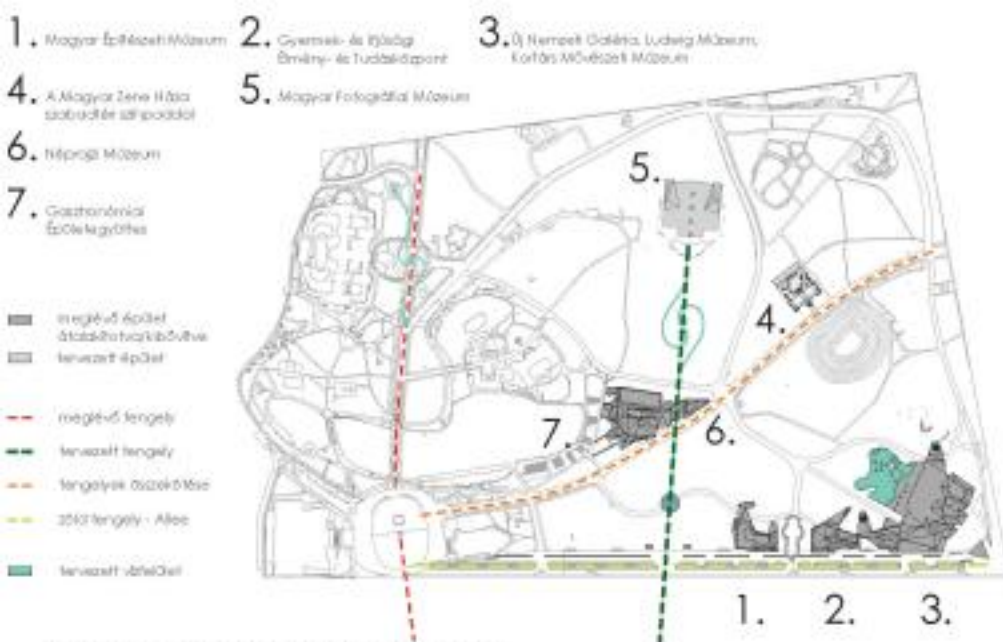 1. Magyar Építészeti Múzeum
2. Gyermek- és Ifjúsági
Élmény- és Tudásközpont
3. Új Nemzeti Galéria, Ludwig Múzeum,
Kortárs Művészeti Múzeum
4. A Magyar Zene Háza
szabadtéri színpaddal
5. Magyar Fotográfiai Múzeum
6. Néprajzi Múzeum
7. Gasztronómiai
Épületegyüttes
meglévő épület
átalakítva/kibővítve
tervezett épület
meglévő tengely
tervezett tengely
tengelyek összekötése
zöld tengely - Allee
tervezett vízfelület
5.
4.
7.
6.
1.
2.
3.